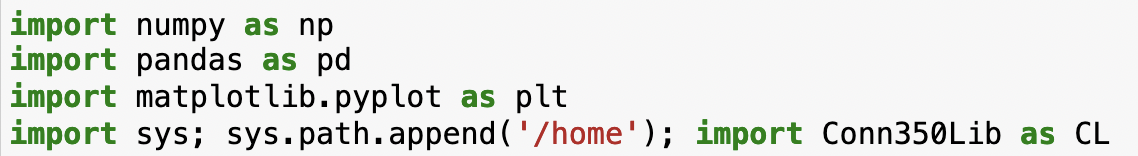 import numpy as np
import pandas as pd
import matplotlib.pyplot as plt
import sys; sys.path.append('/home'); import Conn350Lib as CL